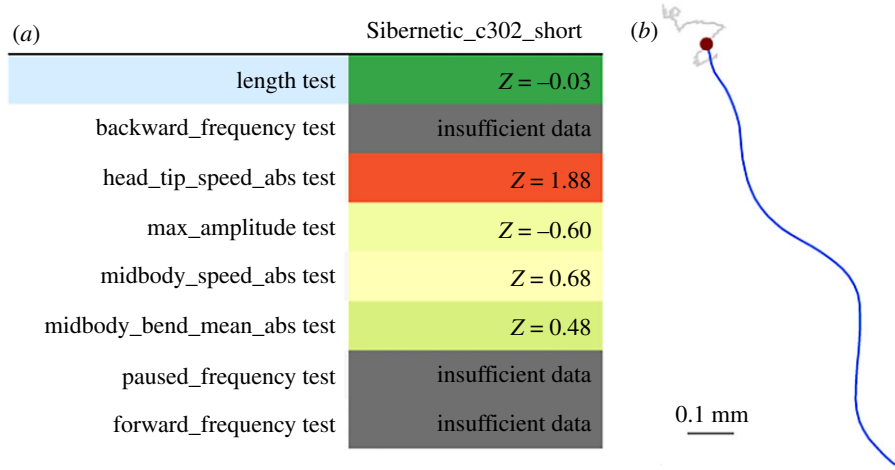 (a) Sibernetic_c302_short
length test Z = –0.03
backward_frequency test insufficient data
head_tip_speed_abs test Z = 1.88
max_amplitude test Z = –0.60
midbody_speed_abs test Z = 0.68
midbody_bend_mean_abs test Z = 0.48
paused_frequency test insufficient data
forward_frequency test insufficient data
(b)
0.1 mm